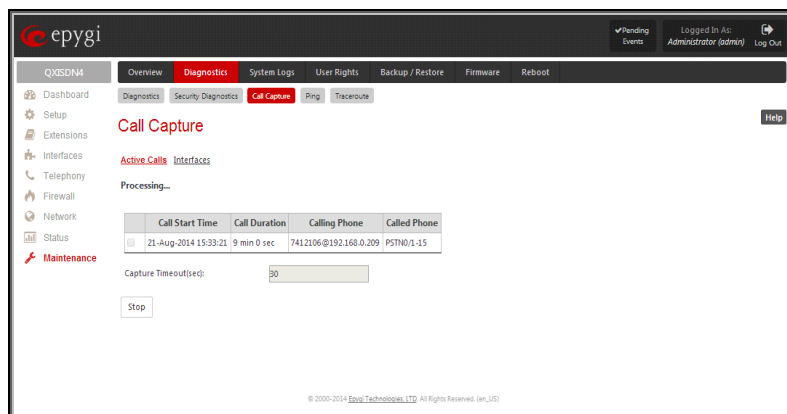 epygi
✔Pending Events
Logged In As:
Administrator (admin)
Log Out
QXISDN4
Overview Diagnostics System Logs User Rights Backup / Restore Firmware Reboot
Dashboard
Setup
Extensions
Interfaces
Telephony
Firewall
Network
Status
Maintenance
Diagnostics Security Diagnostics Call Capture Ping Traceroute
Help
Call Capture
Active Calls Interfaces
Processing...
Call Start Time Call Duration Calling Phone Called Phone
21-Aug-2014 15:33:21 9 min 0 sec 7412106@192.168.0.209 PSTN0/1-15
Capture Timeout(sec): 30
Stop
© 2000-2014 Epygi Technologies, LTD. All Rights Reserved. (en_US)